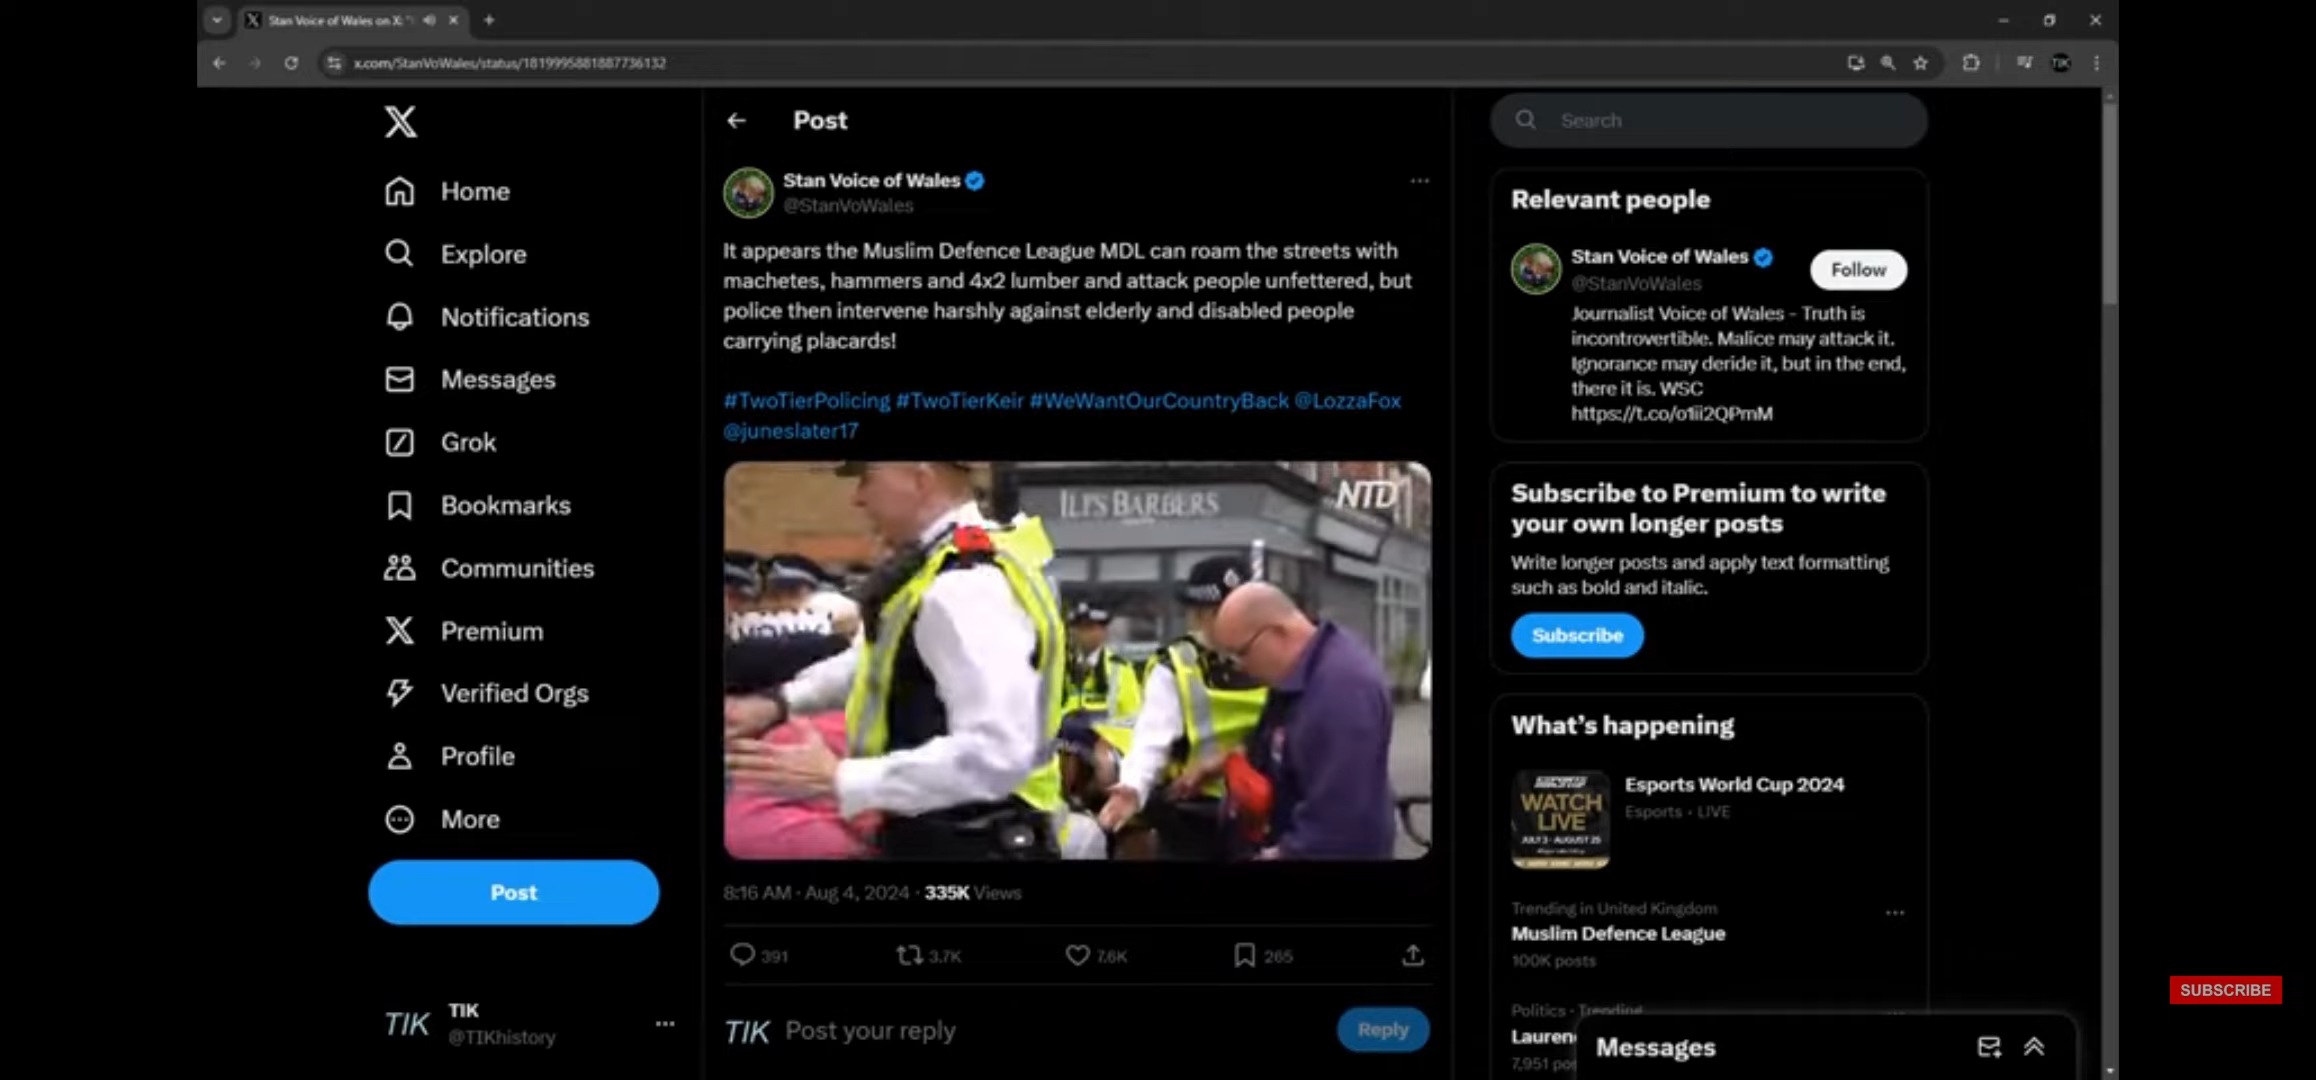 Stan Voice of Wales on X: "
x.com/StanVoWales/status/1819995881887736132
TIK
X
Home
Explore
Notifications
Messages
Grok
Bookmarks
Communities
Premium
Verified Orgs
Profile
More
Post
TIK
TIK
@TIKhistory
Post
Stan Voice of Wales
@StanVoWales
It appears the Muslim Defence League MDL can roam the streets with
machetes, hammers and 4x2 lumber and attack people unfettered, but
police then intervene harshly against elderly and disabled people
carrying placards!
#TwoTierPolicing #TwoTierKeir #WeWantOurCountryBack @LozzaFox
@juneslater17
NTD
ILI'S BARBERS
8:16 AM · Aug 4, 2024 · 335K Views
391
3.7K
7.6K
265
TIK
Post your reply
Reply
Search
Relevant people
Stan Voice of Wales
@StanVoWales
Follow
Journalist Voice of Wales - Truth is
incontrovertible. Malice may attack it.
Ignorance may deride it, but in the end,
there it is. WSC
https://t.co/o1ii2QPmM
Subscribe to Premium to write
your own longer posts
Write longer posts and apply text formatting
such as bold and italic.
Subscribe
What's happening
WATCH
LIVE
JULY 3 - AUGUST 25
Esports World Cup 2024
Esports · LIVE
Trending in United Kingdom
Muslim Defence League
100K posts
Politics · Trending
Lauren
7,951 pos
Messages
SUBSCRIBE